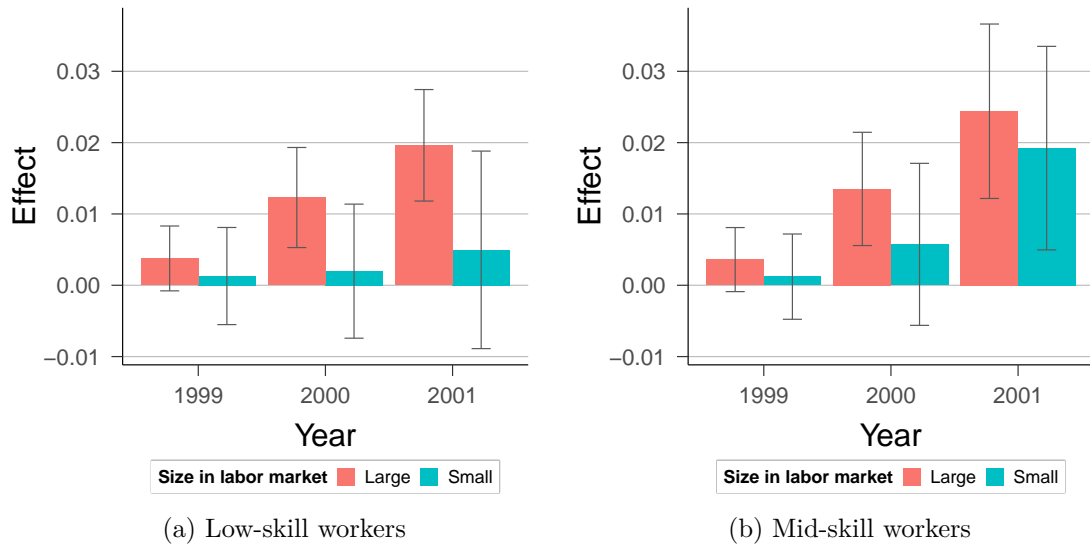 0.03
0.02
0.01
0.00
−0.01
Effect
1999 2000 2001
Year
Size in labor market Large Small
(a) Low-skill workers
0.03
0.02
0.01
0.00
−0.01
Effect
1999 2000 2001
Year
Size in labor market Large Small
(b) Mid-skill workers